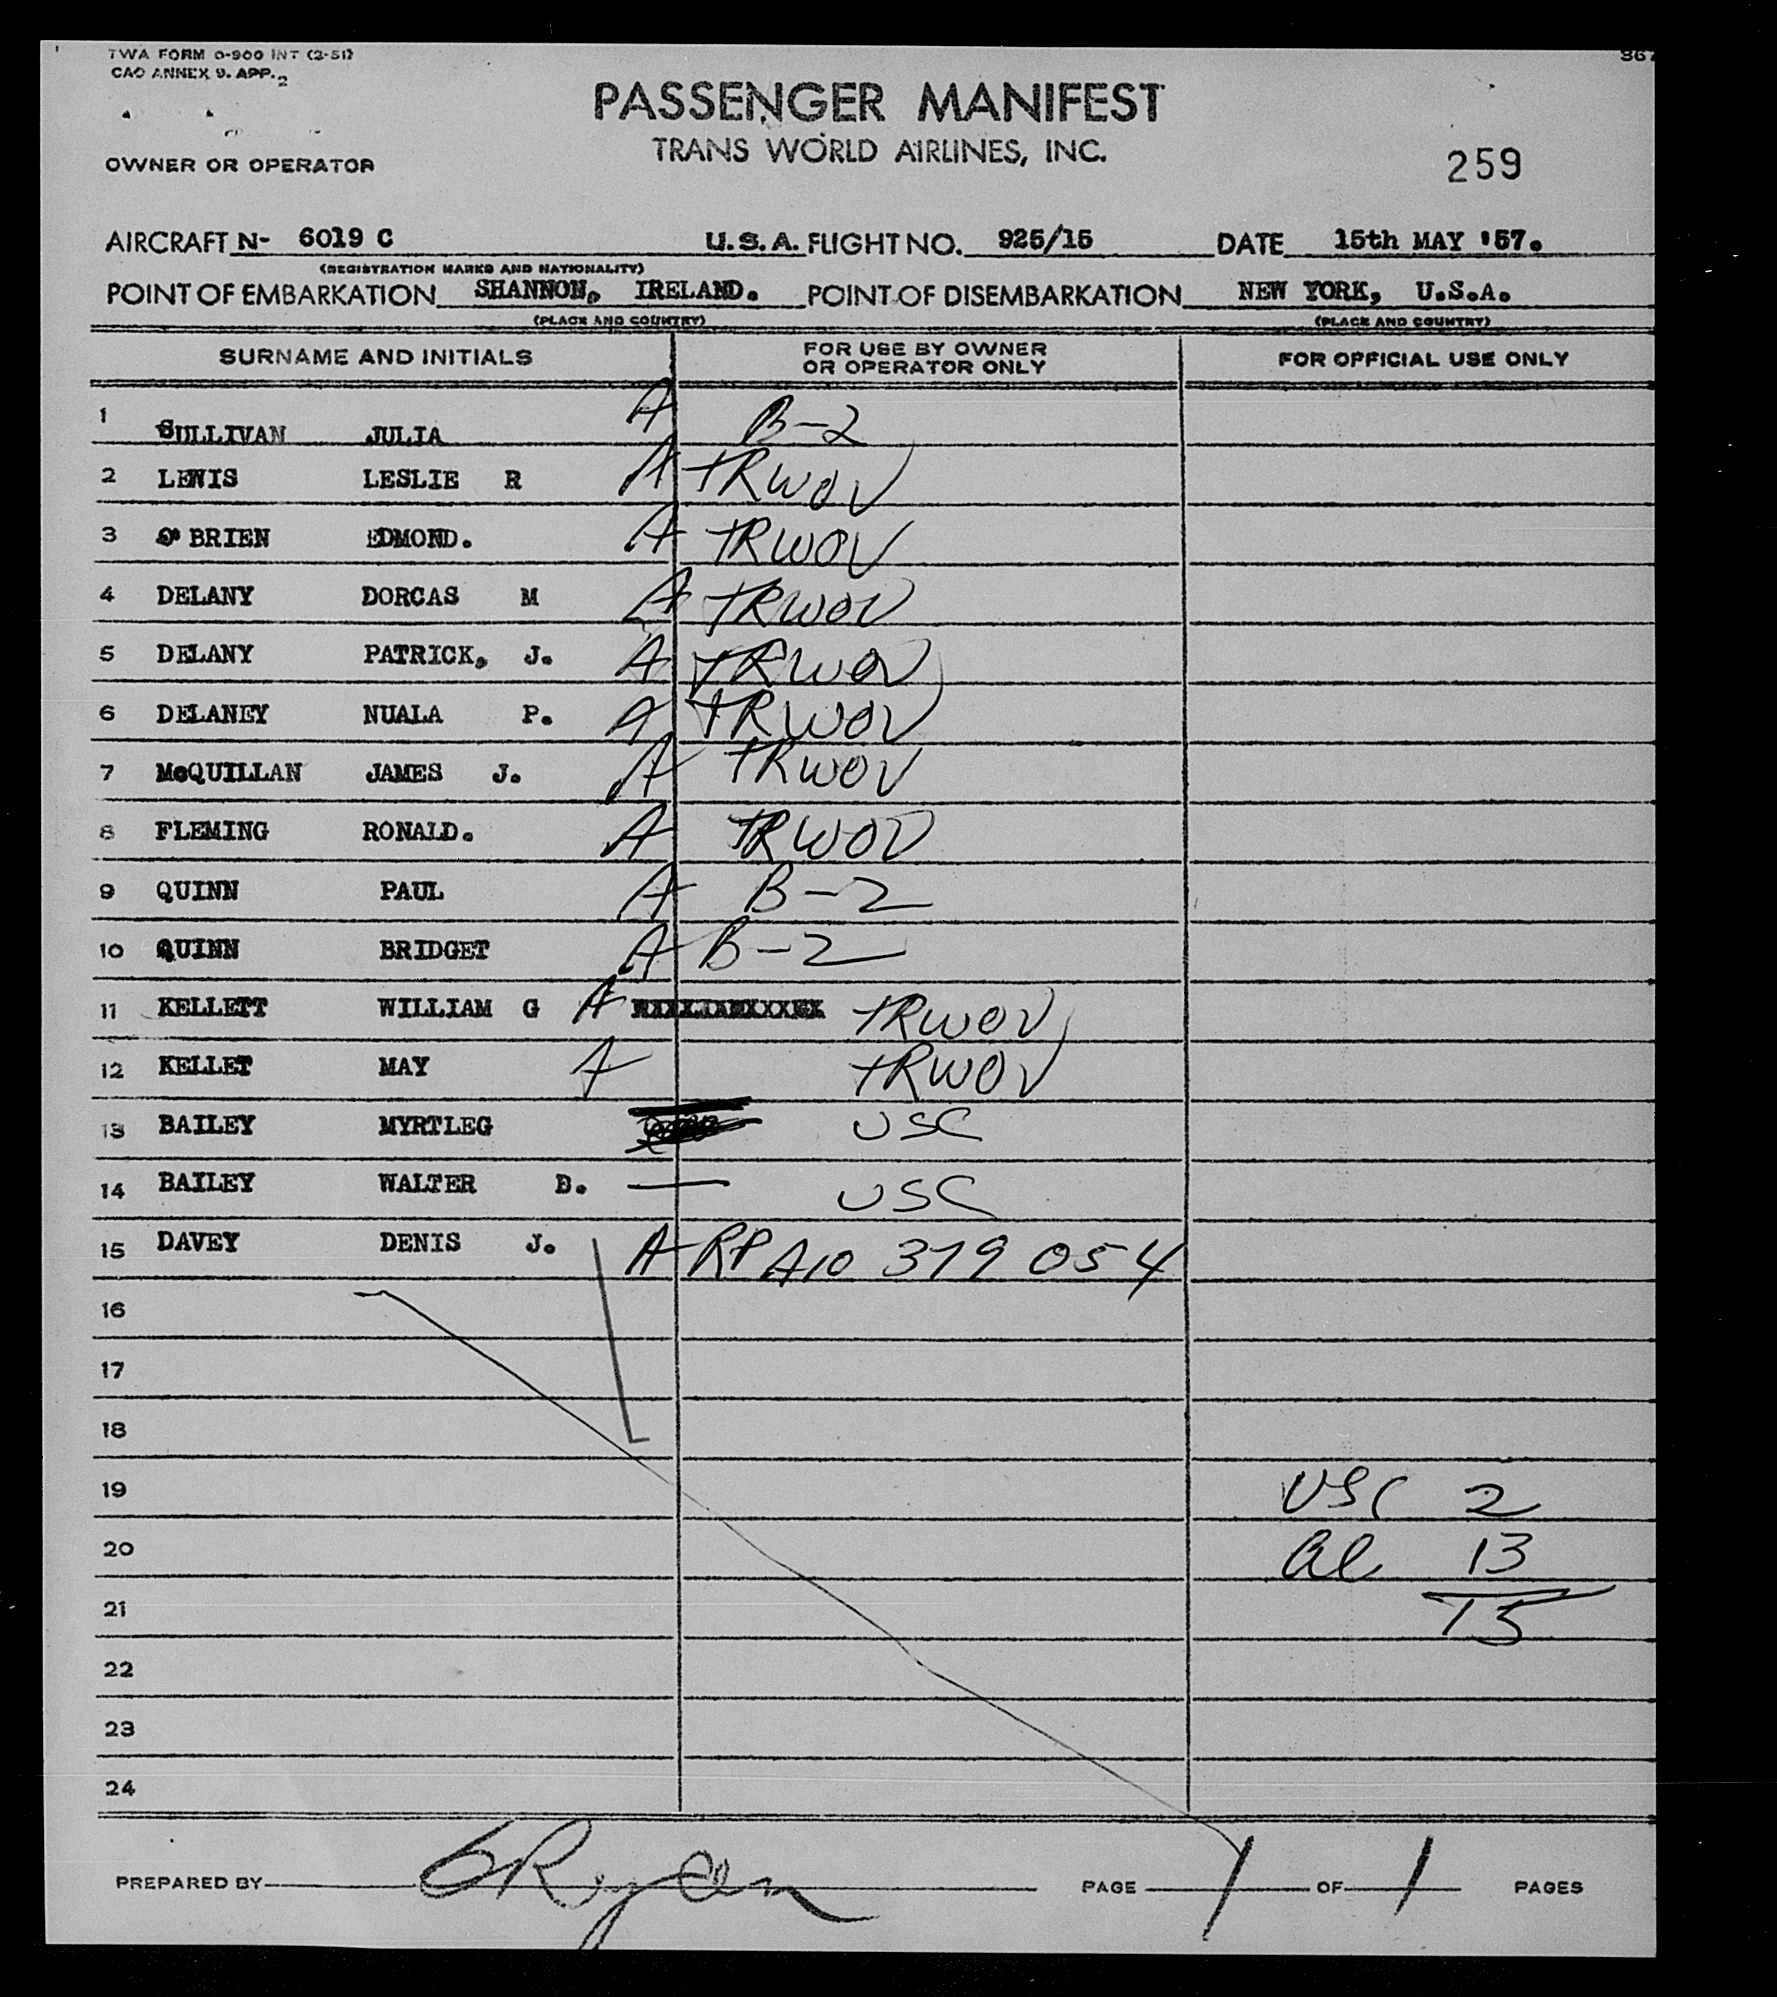 TWA FORM 0-900 INT (2-51)
CAO ANNEX 9. APP. 2
PASSENGER MANIFEST
TRANS WORLD AIRLINES, INC.
OWNER OR OPERATOR
259
AIRCRAFT N- 6019 C U.S.A. FLIGHT NO. 925/15 DATE 15th MAY '57.
(REGISTRATION MARKS AND NATIONALITY)
POINT OF EMBARKATION SHANNON, IRELAND. POINT OF DISEMBARKATION NEW YORK, U.S.A.
(PLACE AND COUNTRY) (PLACE AND COUNTRY)
SURNAME AND INITIALS FOR USE BY OWNER OR OPERATOR ONLY FOR OFFICIAL USE ONLY
1 SULLIVAN JULIA A B-2
2 LEWIS LESLIE R A TRWOV
3 O'BRIEN EDMOND. A TRWOV
4 DELANY DORCAS M A TRWOV
5 DELANY PATRICK, J. A TRWOV
6 DELANEY NUALA P. A TRWOV
7 McQUILLAN JAMES J. A TRWOV
8 FLEMING RONALD. A TRWOV
9 QUINN PAUL A B-2
10 QUINN BRIDGET A B-2
11 KELLETT WILLIAM G A TRWOV
12 KELLET MAY A TRWOV
13 BAILEY MYRTLEG USC
14 BAILEY WALTER D. — USC
15 DAVEY DENIS J. A RP A10 379 054
16
17
18
19 USC 2
20 al 13
21 15
22
23
24
PREPARED BY Ryan PAGE 1 OF 1 PAGES